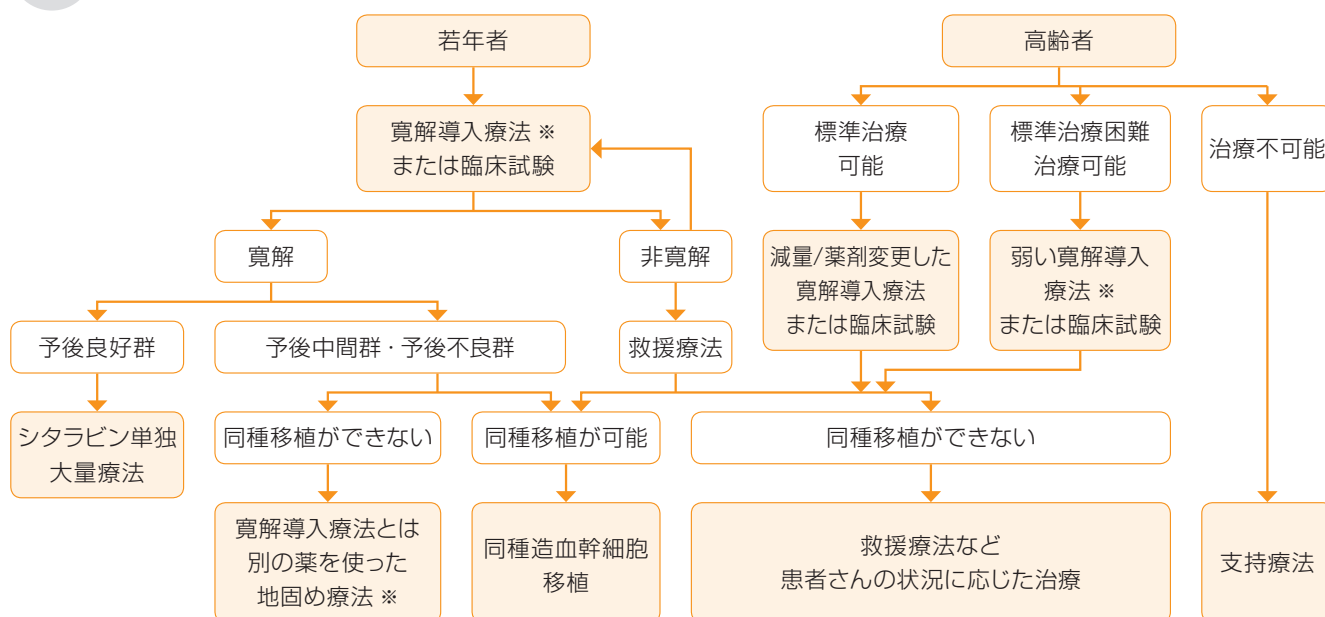 若年者
高齢者
寛解導入療法 ※
または臨床試験
標準治療
可能
標準治療困難
治療可能
治療不可能
寛解
非寛解
減量/薬剤変更した
寛解導入療法
または臨床試験
弱い寛解導入
療法 ※
または臨床試験
予後良好群
予後中間群・予後不良群
救援療法
シタラビン単独
大量療法
同種移植ができない
同種移植が可能
同種移植ができない
寛解導入療法とは
別の薬を使った
地固め療法 ※
同種造血幹細胞
移植
救援療法など
患者さんの状況に応じた治療
支持療法